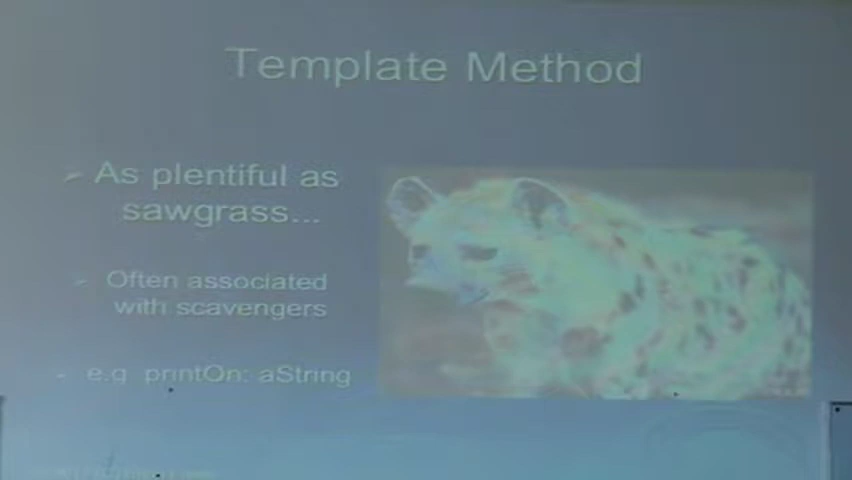 Template Method
As plentiful as
sawgrass...
Often associated
with scavengers
e.g. printOn: aString